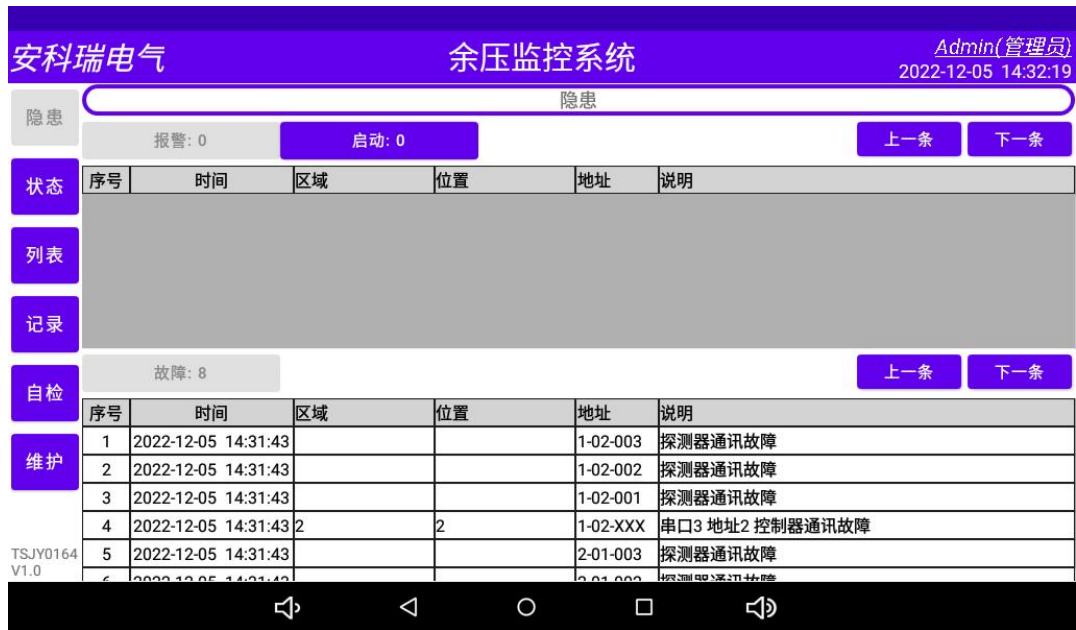 安科瑞电气
余压监控系统
Admin(管理员)
2022-12-05 14:32:19
隐患
隐患
报警: 0
启动: 0
上一条
下一条
状态
列表
记录
自检
维护
TSJY0164
V1.0
序号 时间 区域 位置 地址 说明
故障: 8
上一条
下一条
序号 时间 区域 位置 地址 说明
1 2022-12-05 14:31:43 1-02-003 探测器通讯故障
2 2022-12-05 14:31:43 1-02-002 探测器通讯故障
3 2022-12-05 14:31:43 1-02-001 探测器通讯故障
4 2022-12-05 14:31:43 2 2 1-02-XXX 串口3 地址2 控制器通讯故障
5 2022-12-05 14:31:43 2-01-003 探测器通讯故障